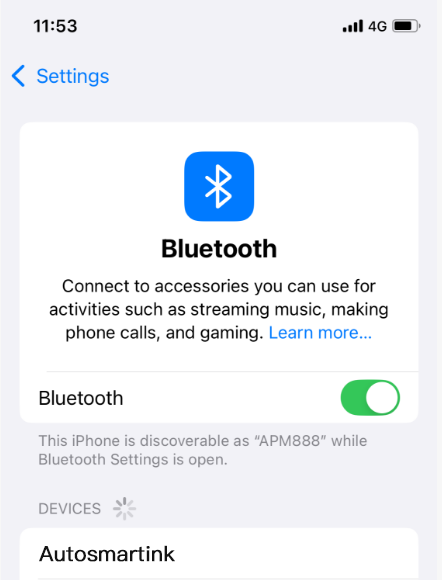 11:53 4G
Settings
Bluetooth
Connect to accessories you can use for
activities such as streaming music, making
phone calls, and gaming. Learn more...
Bluetooth
This iPhone is discoverable as “APM888” while
Bluetooth Settings is open.
DEVICES
Autosmartink